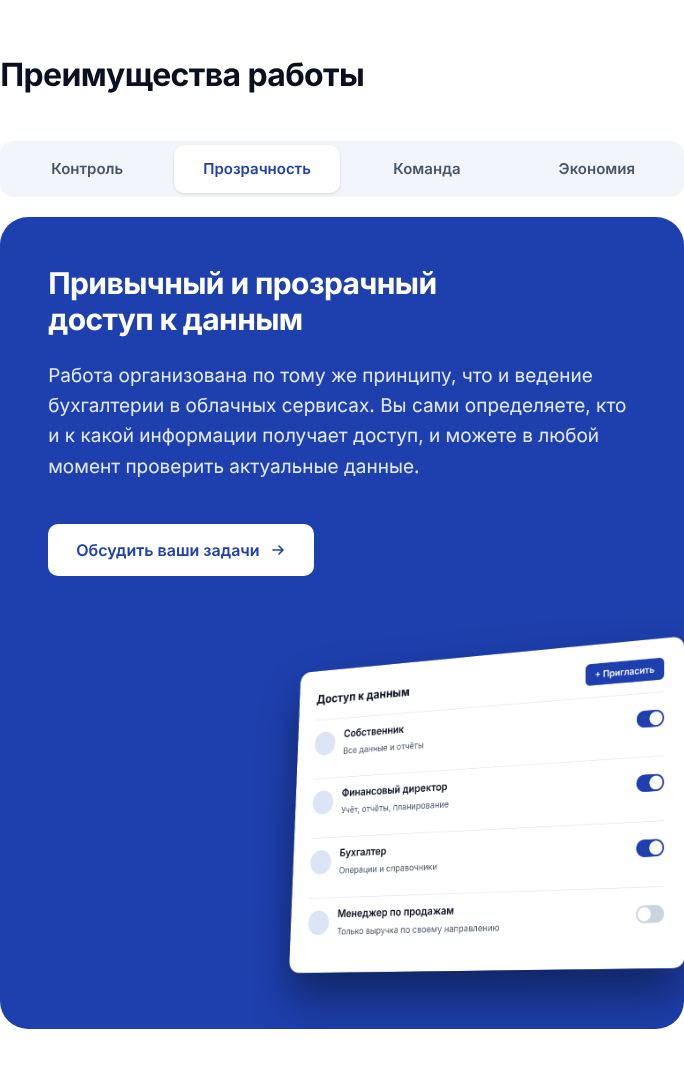 Преимущества работы
Контроль
Прозрачность
Команда
Экономия
Привычный и прозрачный
доступ к данным
Работа организована по тому же принципу, что и ведение
бухгалтерии в облачных сервисах. Вы сами определяете, кто
и к какой информации получает доступ, и можете в любой
момент проверить актуальные данные.
Обсудить ваши задачи →
Доступ к данным
+ Пригласить
Собственник
Все данные и отчёты
Финансовый директор
Учёт, отчёты, планирование
Бухгалтер
Операции и справочники
Менеджер по продажам
Только выручка по своему направлению